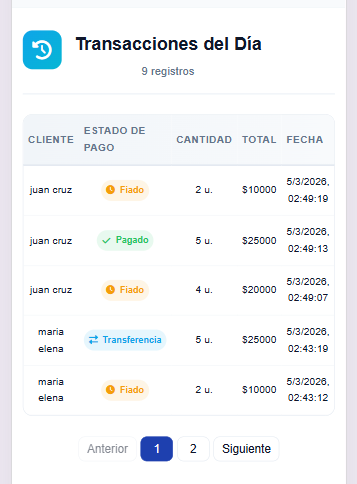 Transacciones del Día
9 registros
CLIENTE ESTADO DE PAGO CANTIDAD TOTAL FECHA
juan cruz Fiado 2 u. $10000 5/3/2026, 02:49:19
juan cruz Pagado 5 u. $25000 5/3/2026, 02:49:13
juan cruz Fiado 4 u. $20000 5/3/2026, 02:49:07
maria elena Transferencia 5 u. $25000 5/3/2026, 02:43:19
maria elena Fiado 2 u. $10000 5/3/2026, 02:43:12
Anterior 1 2 Siguiente